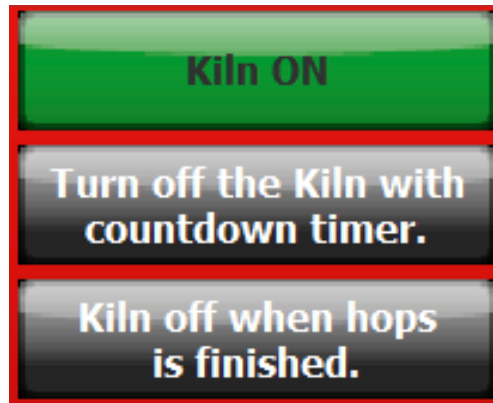 Kiln ON
Turn off the Kiln with
countdown timer.
Kiln off when hops
is finished.